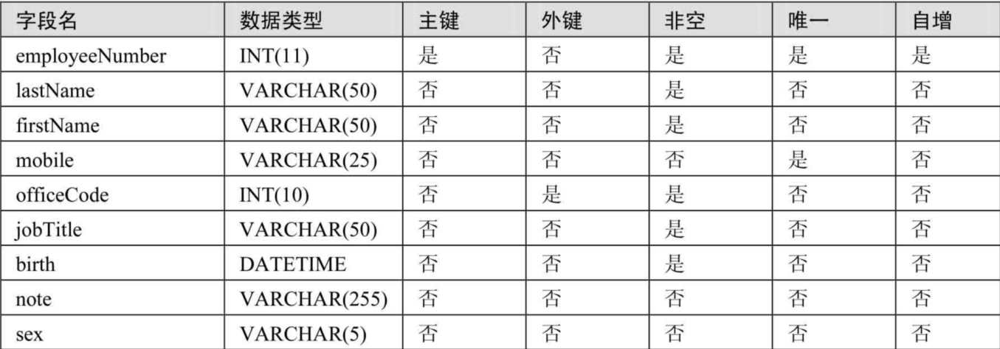 字段名 数据类型 主键 外键 非空 唯一 自增
employeeNumber INT(11) 是 否 是 是 是
lastName VARCHAR(50) 否 否 是 否 否
firstName VARCHAR(50) 否 否 是 否 否
mobile VARCHAR(25) 否 否 否 是 否
officeCode INT(10) 否 是 是 否 否
jobTitle VARCHAR(50) 否 否 是 否 否
birth DATETIME 否 否 是 否 否
note VARCHAR(255) 否 否 否 否 否
sex VARCHAR(5) 否 否 否 否 否